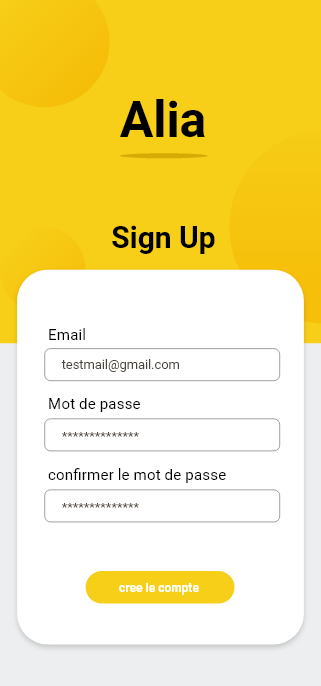 Alia
Sign Up
Email
testmail@gmail.com
Mot de passe
**************
confirmer le mot de passe
**************
cree le compte